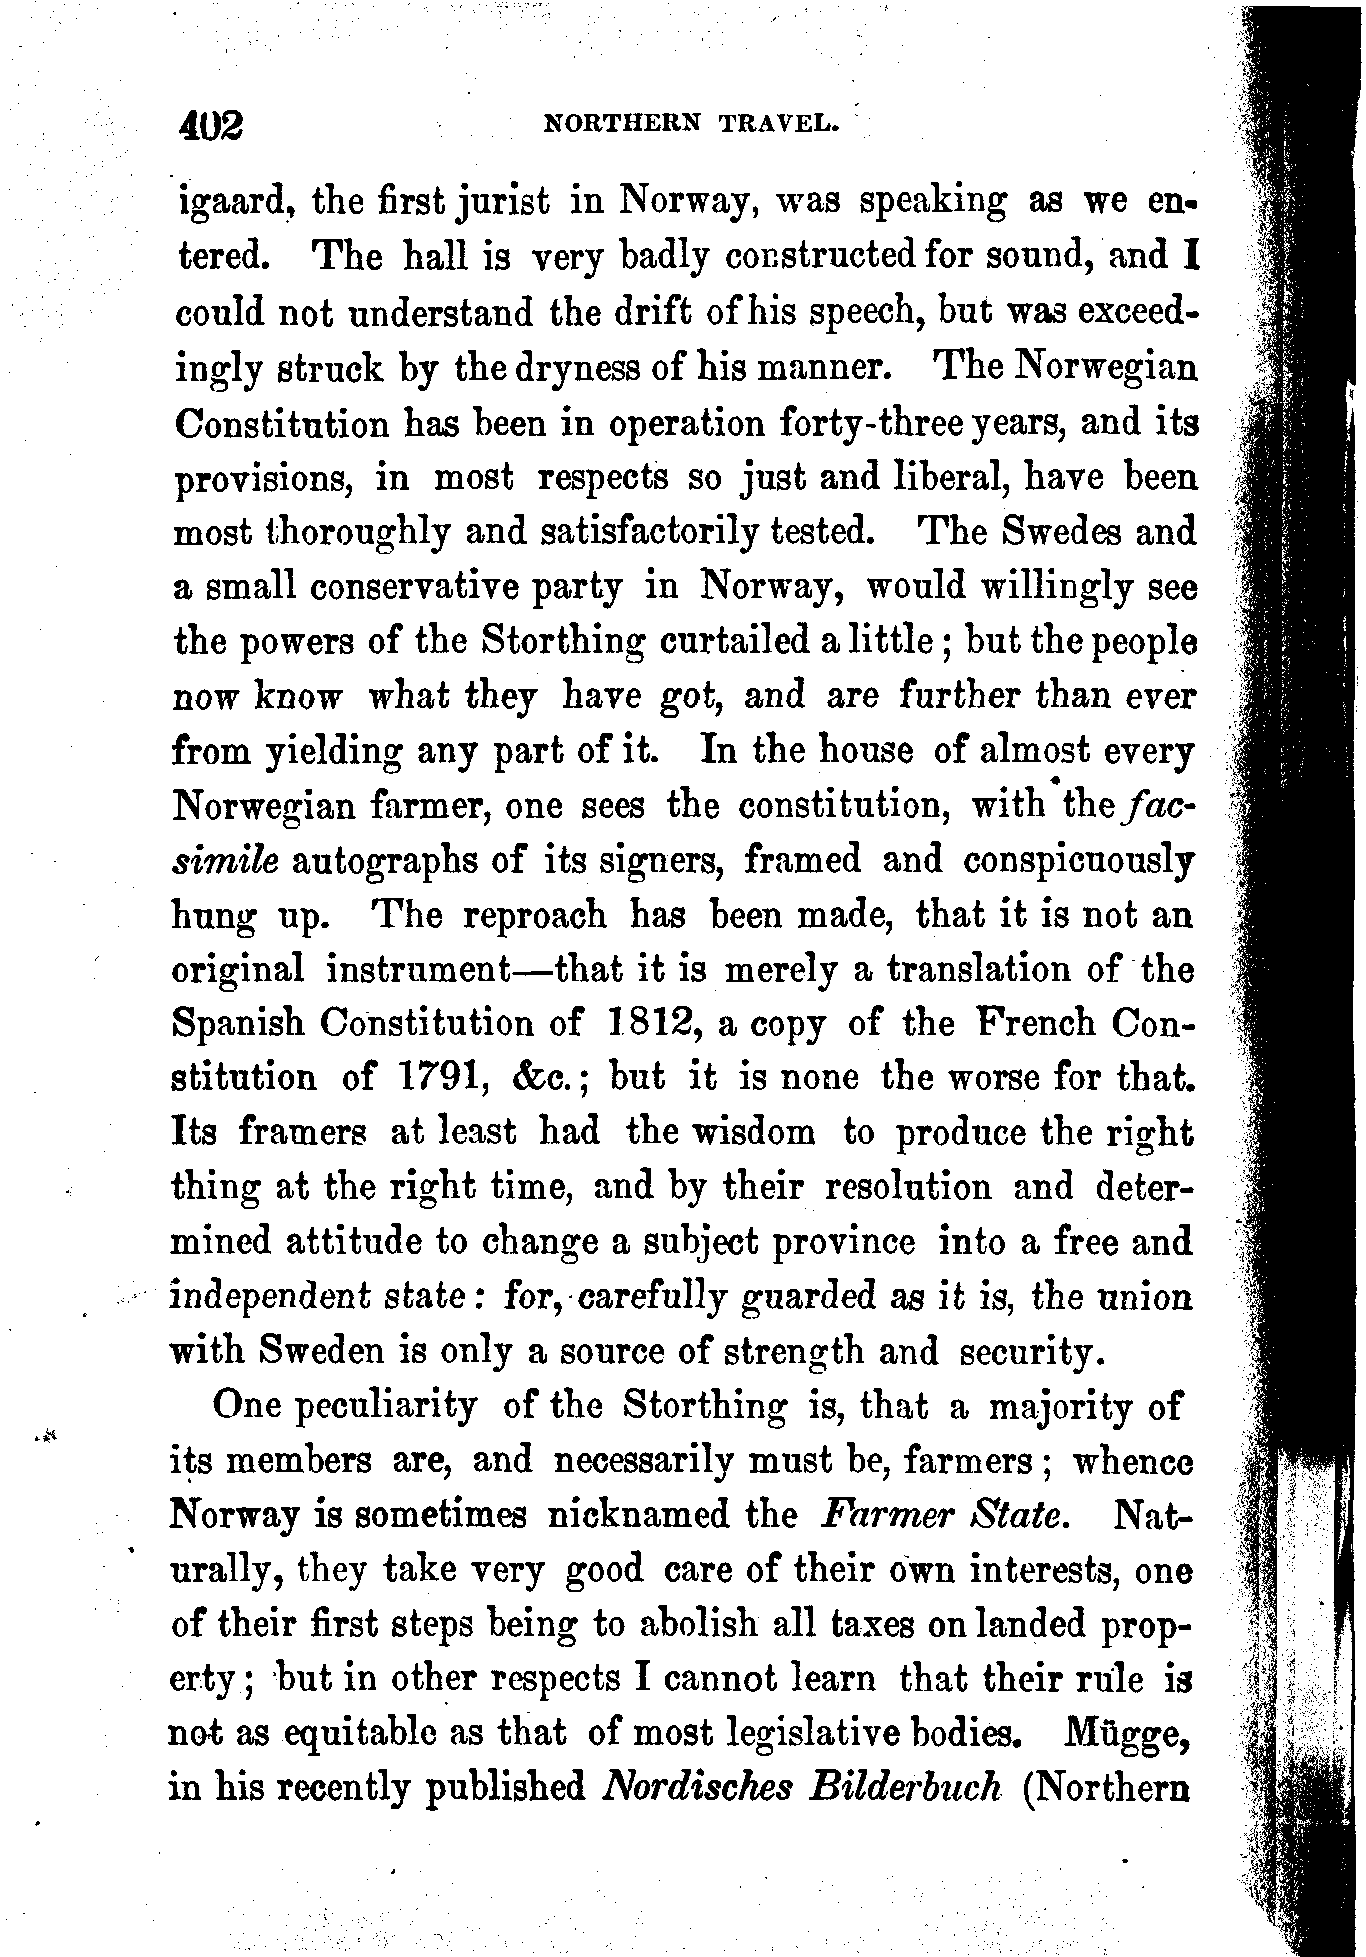 402 NORTHERN TRAVEL.
igaard, the first jurist in Norway, was speaking as we en-
tered. The hall is very badly constructed for sound, and I
could not understand the drift of his speech, but was exceed-
ingly struck by the dryness of his manner. The Norwegian
Constitution has been in operation forty-three years, and its
provisions, in most respects so just and liberal, have been
most thoroughly and satisfactorily tested. The Swedes and
a small conservative party in Norway, would willingly see
the powers of the Storthing curtailed a little; but the people
now know what they have got, and are further than ever
from yielding any part of it. In the house of almost every
Norwegian farmer, one sees the constitution, with the fac-
simile autographs of its signers, framed and conspicuously
hung up. The reproach has been made, that it is not an
original instrument—that it is merely a translation of the
Spanish Constitution of 1812, a copy of the French Con-
stitution of 1791, &c.; but it is none the worse for that.
Its framers at least had the wisdom to produce the right
thing at the right time, and by their resolution and deter-
mined attitude to change a subject province into a free and
independent state: for, carefully guarded as it is, the union
with Sweden is only a source of strength and security.
One peculiarity of the Storthing is, that a majority of
its members are, and necessarily must be, farmers; whence
Norway is sometimes nicknamed the Farmer State. Nat-
urally, they take very good care of their own interests, one
of their first steps being to abolish all taxes on landed prop-
erty; but in other respects I cannot learn that their rule is
not as equitable as that of most legislative bodies. Mügge,
in his recently published Nordisches Bilderbuch (Northern